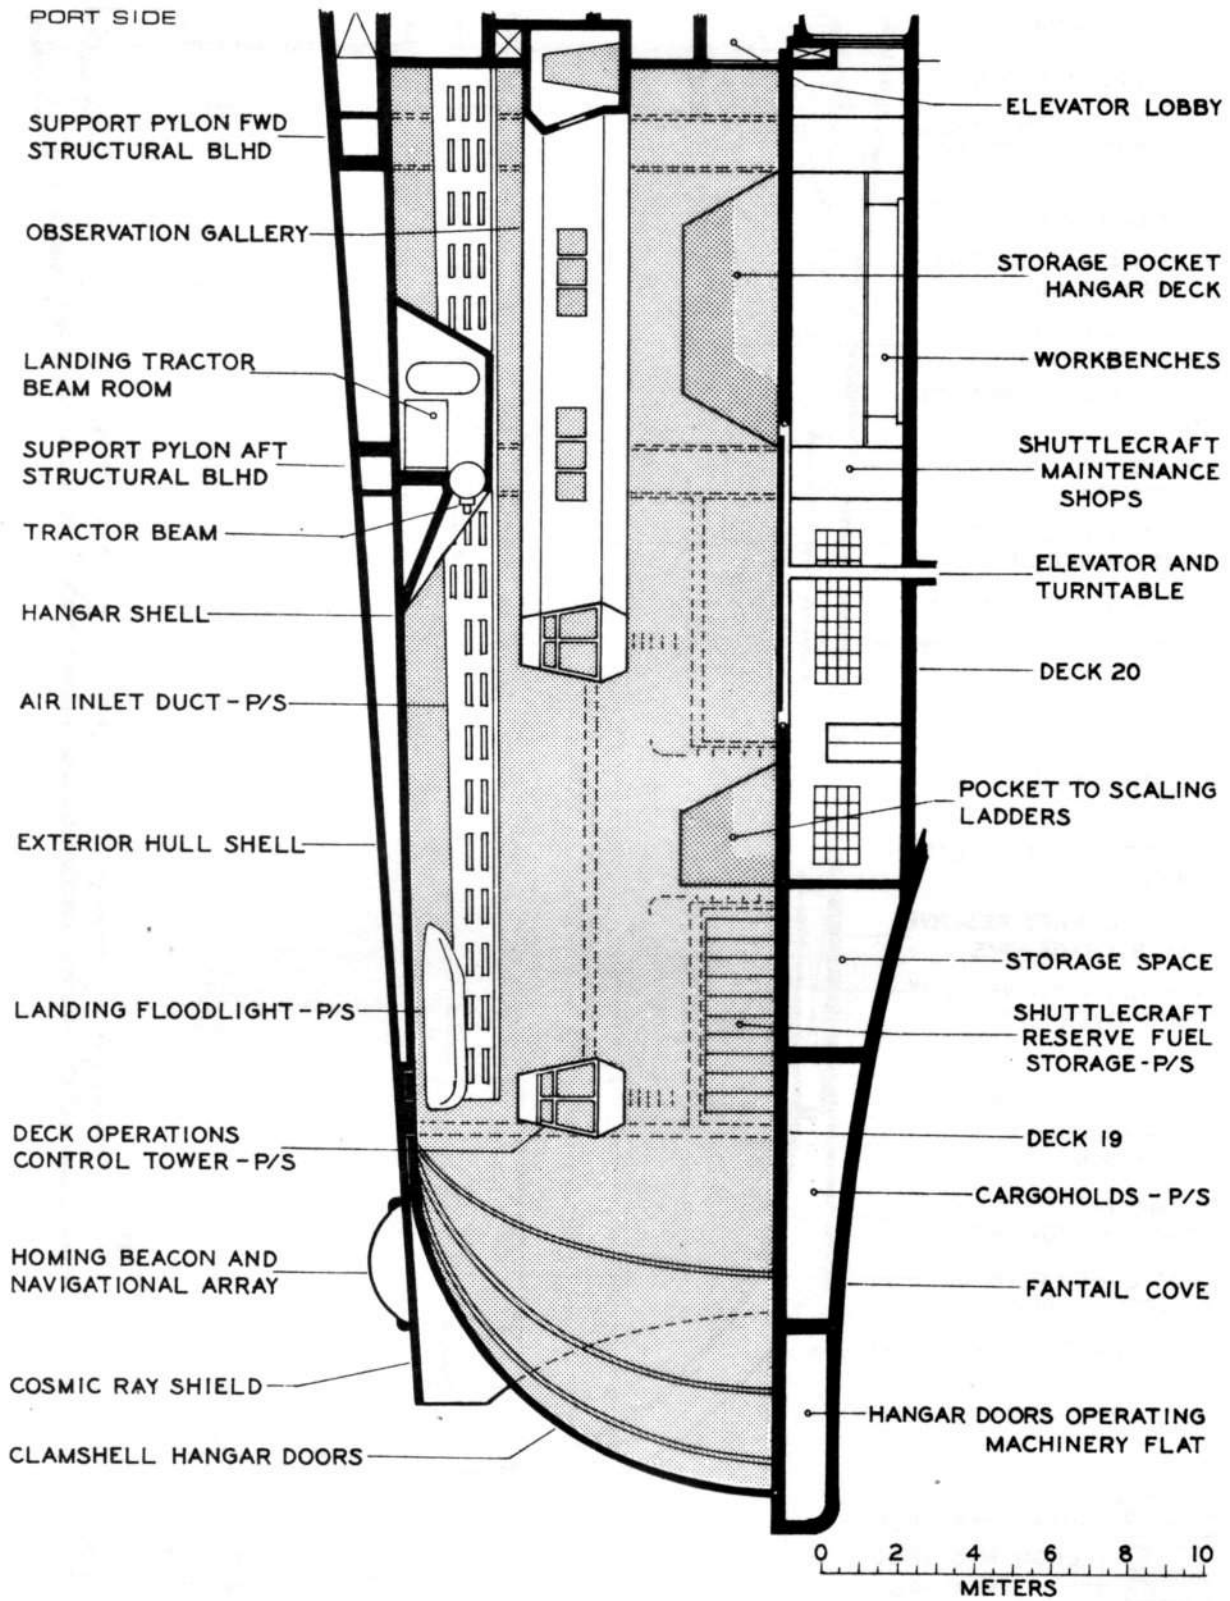 PORT SIDE
SUPPORT PYLON FWD
STRUCTURAL BLHD
OBSERVATION GALLERY
LANDING TRACTOR
BEAM ROOM
SUPPORT PYLON AFT
STRUCTURAL BLHD
TRACTOR BEAM
HANGAR SHELL
AIR INLET DUCT - P/S
EXTERIOR HULL SHELL
LANDING FLOODLIGHT - P/S
DECK OPERATIONS
CONTROL TOWER - P/S
HOMING BEACON AND
NAVIGATIONAL ARRAY
COSMIC RAY SHIELD
CLAMSHELL HANGAR DOORS
ELEVATOR LOBBY
STORAGE POCKET
HANGAR DECK
WORKBENCHES
SHUTTLECRAFT
MAINTENANCE
SHOPS
ELEVATOR AND
TURNTABLE
DECK 20
POCKET TO SCALING
LADDERS
STORAGE SPACE
SHUTTLECRAFT
RESERVE FUEL
STORAGE - P/S
DECK 19
CARGOHOLDS - P/S
FANTAIL COVE
HANGAR DOORS OPERATING
MACHINERY FLAT
0 2 4 6 8 10
METERS